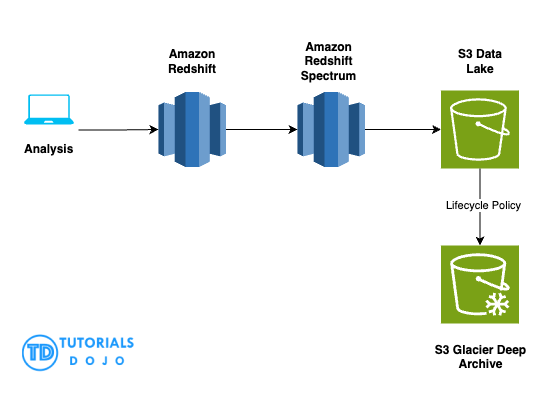 Amazon
Redshift
Amazon
Redshift
Spectrum
S3 Data
Lake
Analysis
Lifecycle Policy
S3 Glacier Deep
Archive
TD
TUTORIALS
DOJO